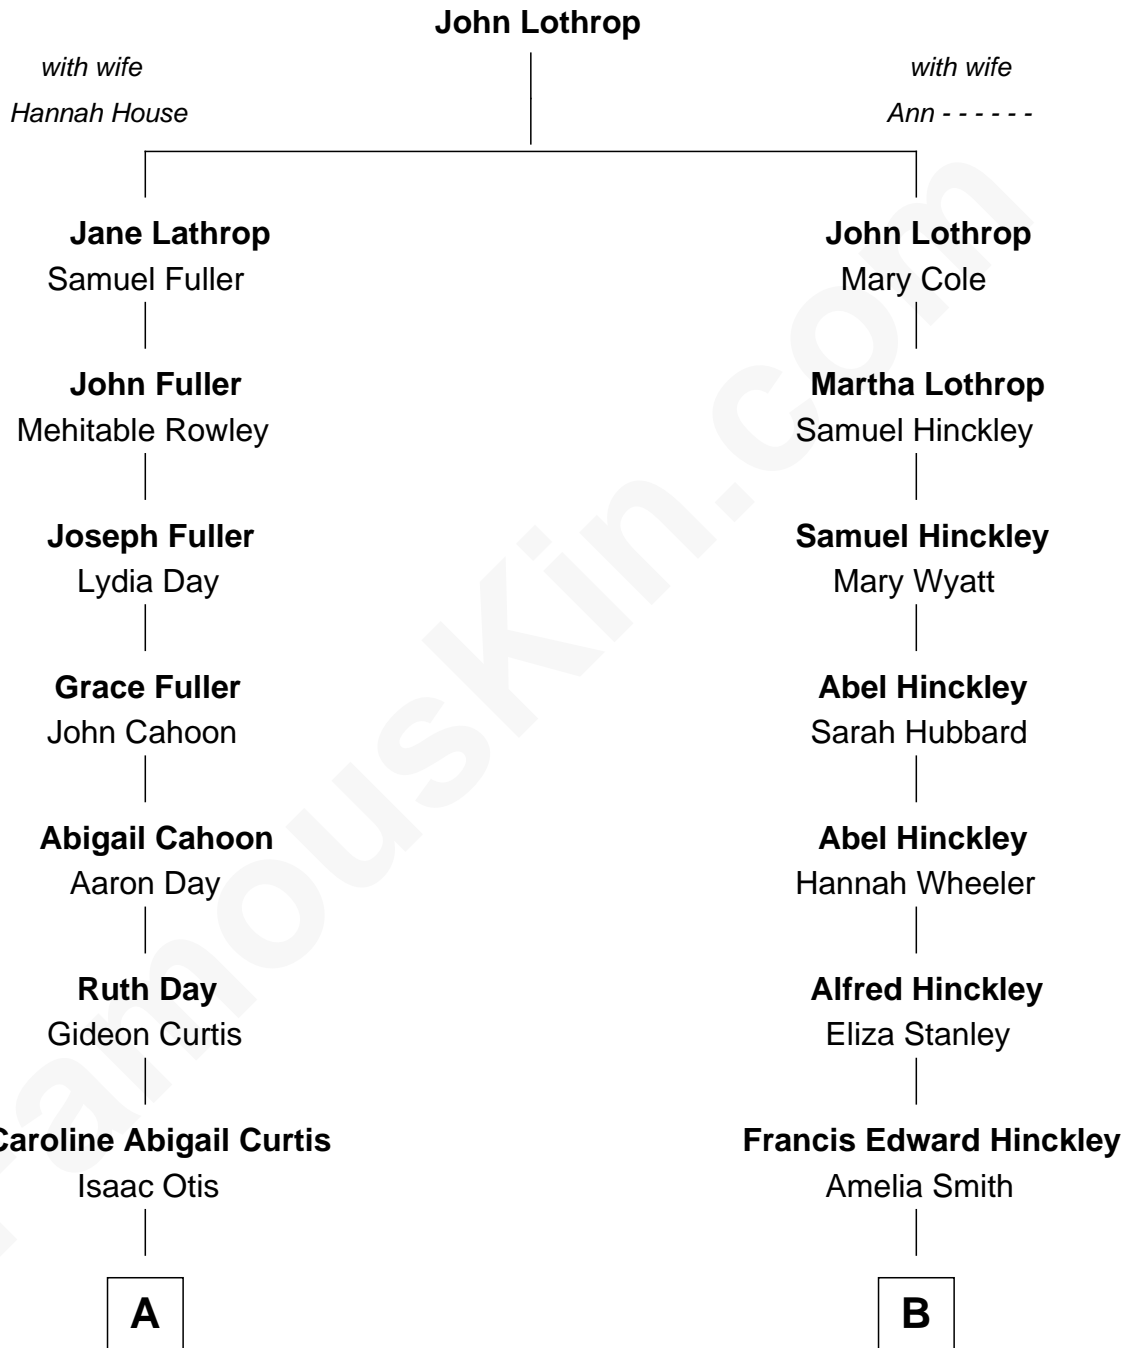 John Lothrop
with wife
Hannah House
with wife
Ann - - - - - -
Jane Lathrop
Samuel Fuller
John Lothrop
Mary Cole
John Fuller
Mehitable Rowley
Martha Lothrop
Samuel Hinckley
Joseph Fuller
Lydia Day
Samuel Hinckley
Mary Wyatt
Grace Fuller
John Cahoon
Abel Hinckley
Sarah Hubbard
Abigail Cahoon
Aaron Day
Abel Hinckley
Hannah Wheeler
Ruth Day
Gideon Curtis
Alfred Hinckley
Eliza Stanley
Caroline Abigail Curtis
Isaac Otis
Francis Edward Hinckley
Amelia Smith
A
B
FamousKin.com